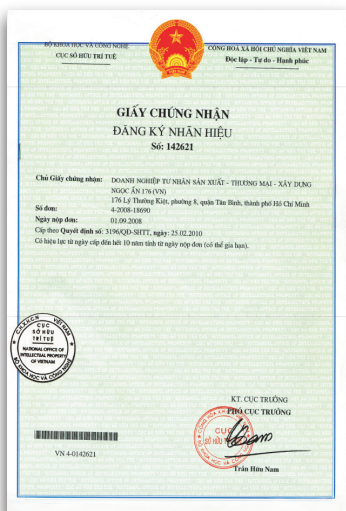 BỘ KHOA HỌC VÀ CÔNG NGHỆ
CỤC SỞ HỮU TRÍ TUỆ
CỘNG HOÀ XÃ HỘI CHỦ NGHĨA VIỆT NAM
Độc lập - Tự do - Hạnh phúc
GIẤY CHỨNG NHẬN
ĐĂNG KÝ NHÃN HIỆU
Số: 142621
Chủ Giấy chứng nhận: DOANH NGHIỆP TƯ NHÂN SẢN XUẤT - THƯƠNG MẠI - XÂY DỰNG
NGỌC ẨN 176 (VN)
176 Lý Thường Kiệt, phường 8, quận Tân Bình, thành phố Hồ Chí Minh
Số đơn: 4-2008-18690
Ngày nộp đơn: 01.09.2008
Cấp theo Quyết định số: 3196/QĐ-SHTT, ngày: 25.02.2010
Có hiệu lực từ ngày cấp đến hết 10 năm tính từ ngày nộp đơn (có thể gia hạn).
CỤC
SỞ HỮU
TRÍ TUỆ
NATIONAL OFFICE OF
INTELLECTUAL PROPERTY
OF VIETNAM
KT. CỤC TRƯỞNG
PHÓ CỤC TRƯỞNG
CỤC
SỞ HỮU
VN 4-0142621
Trần Hữu Nam